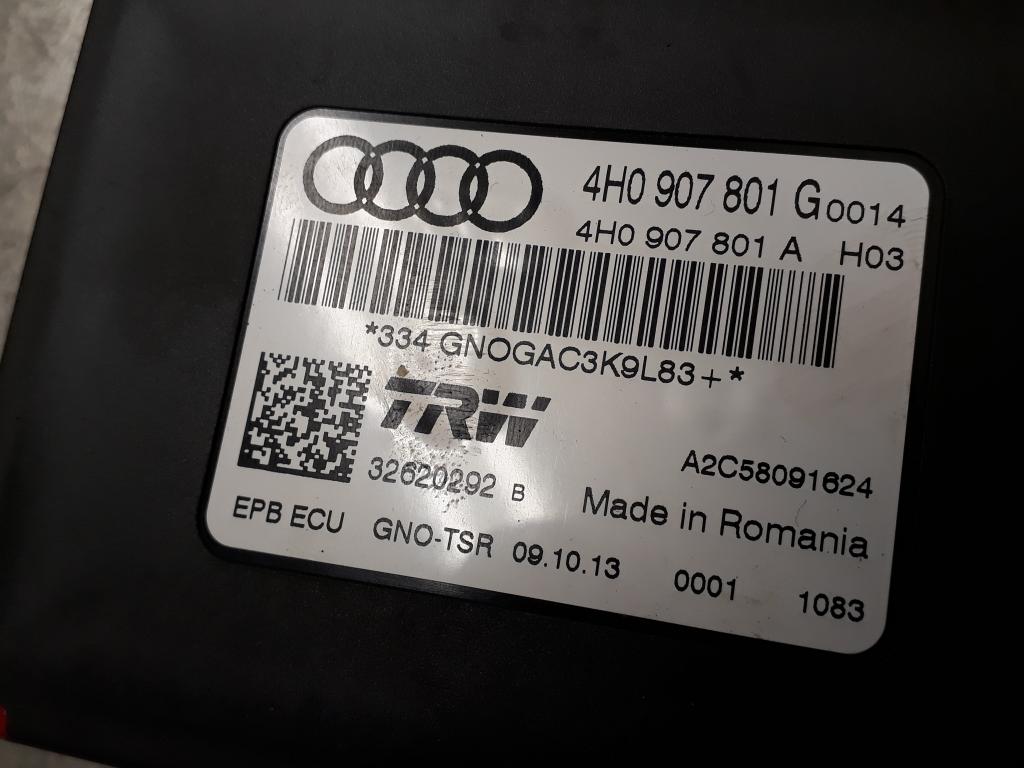 4H0 907 801 G 0014
4H0 907 801 A H03
*334 GNOGAC3K9L83+*
TRW
32620292 B
A2C58091624
Made in Romania
EPB ECU GNO-TSR 09.10.13 0001 1083